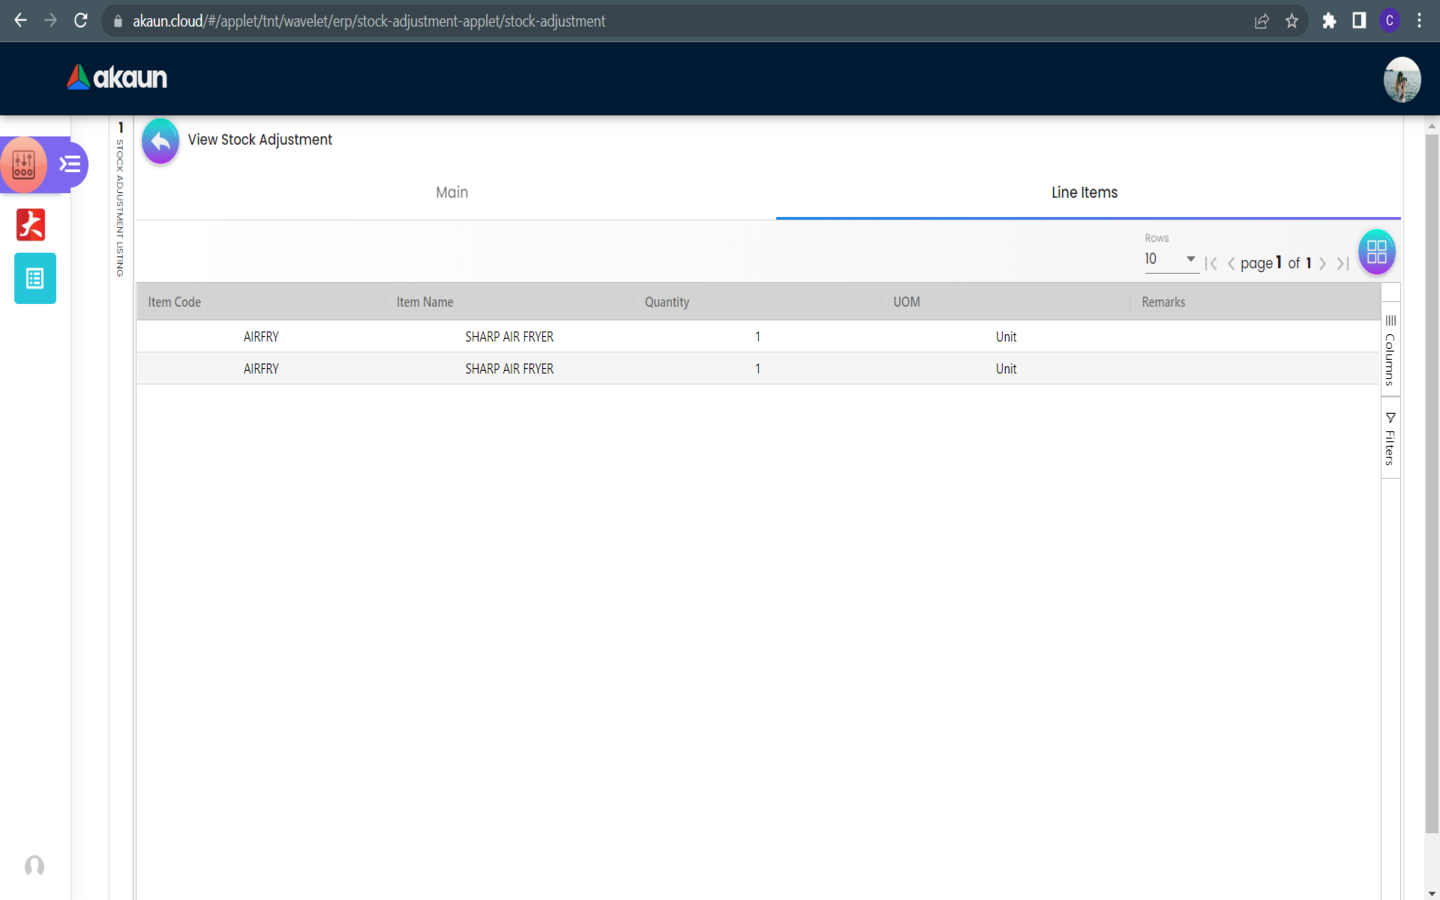 akaun.cloud/#/applet/tnt/wavelet/erp/stock-adjustment-applet/stock-adjustment
C
akaun
1 STOCK ADJUSTMENT LISTING
View Stock Adjustment
Main
Line Items
Rows
10
page 1 of 1
Item Code Item Name Quantity UOM Remarks
AIRFRY SHARP AIR FRYER 1 Unit
AIRFRY SHARP AIR FRYER 1 Unit
Columns
Filters
大